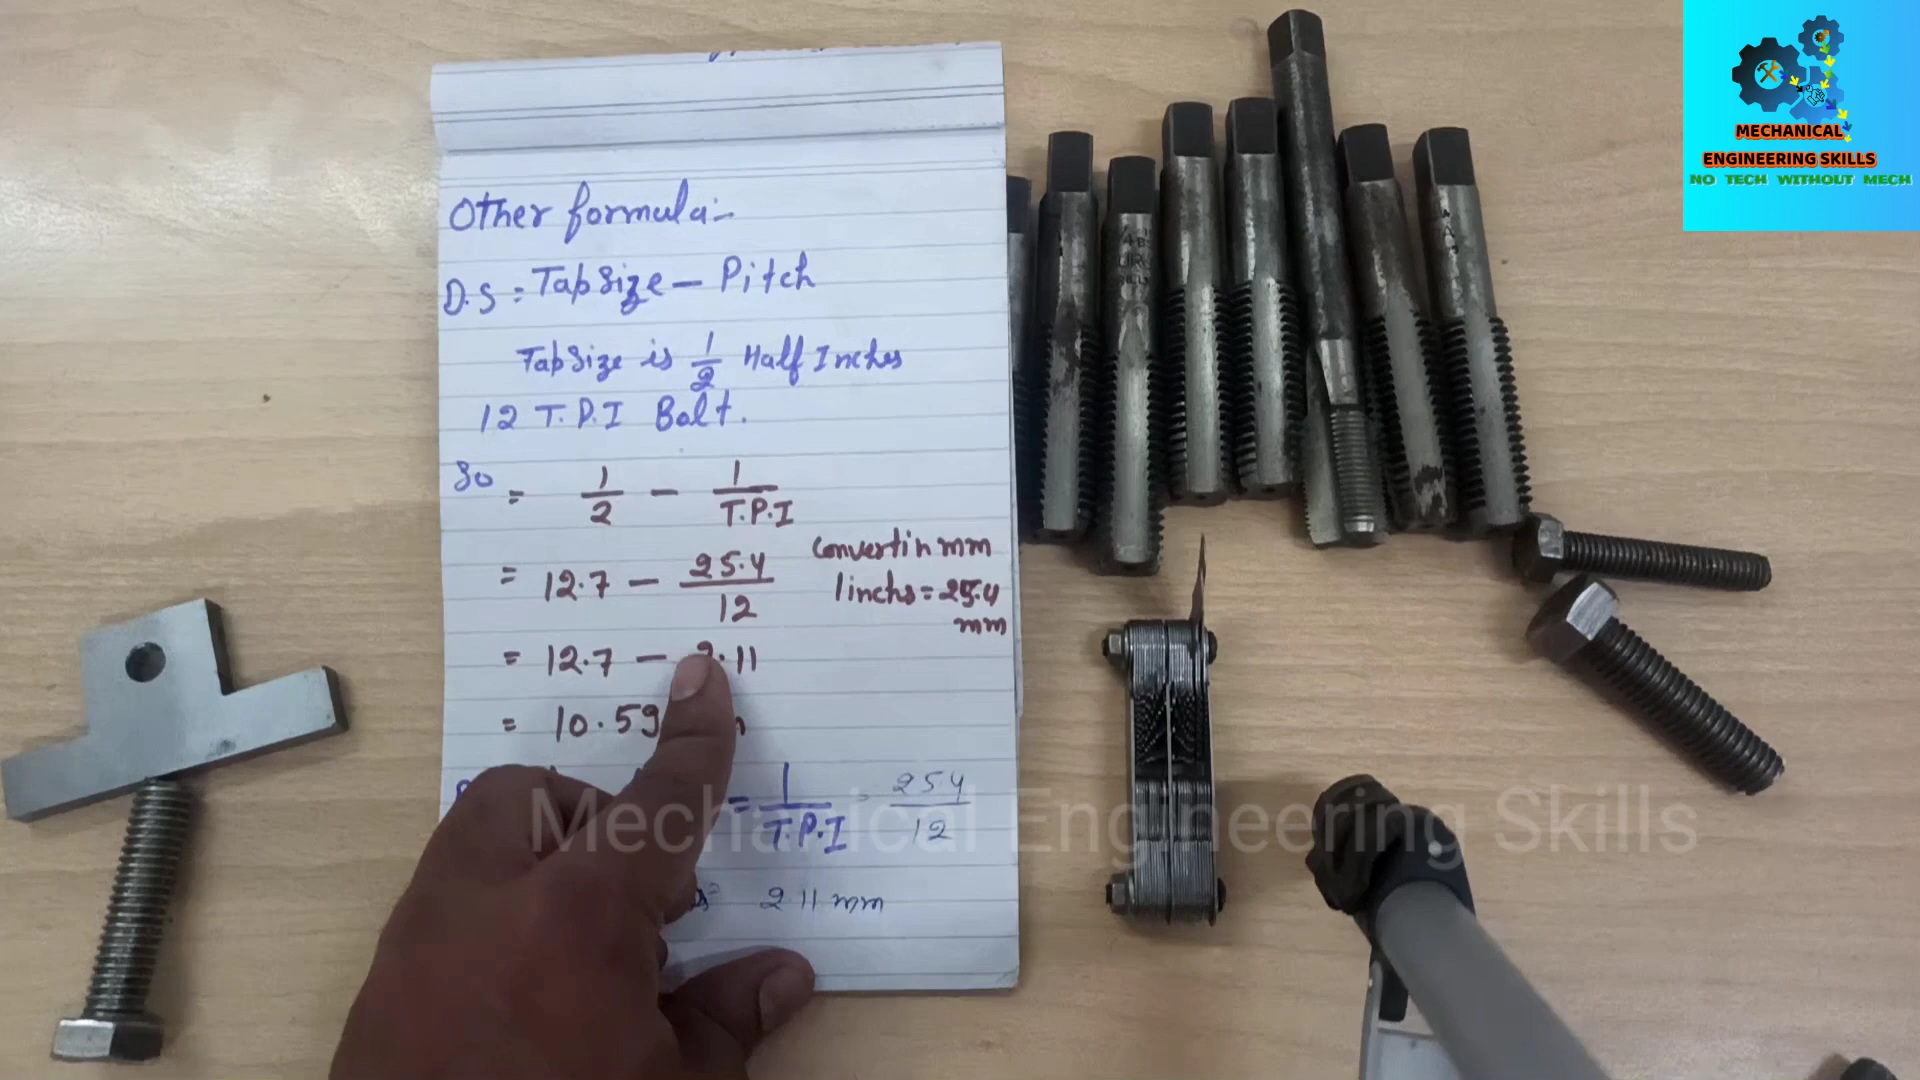 Other formula:-
D.S = Tap Size - Pitch
Tap Size is 1/2 Half Inches
12 T.P.I Bolt.
So = 1/2 - 1/T.P.I
= 12.7 - 25.4/12
convert in mm
1 inchs = 25.4
mm
= 12.7 - 2.11
= 10.59
= 1/T.P.I = 25.4/12
= 2.11 mm
MECHANICAL
ENGINEERING SKILLS
NO TECH WITHOUT MECH
Mechanical Engineering Skills